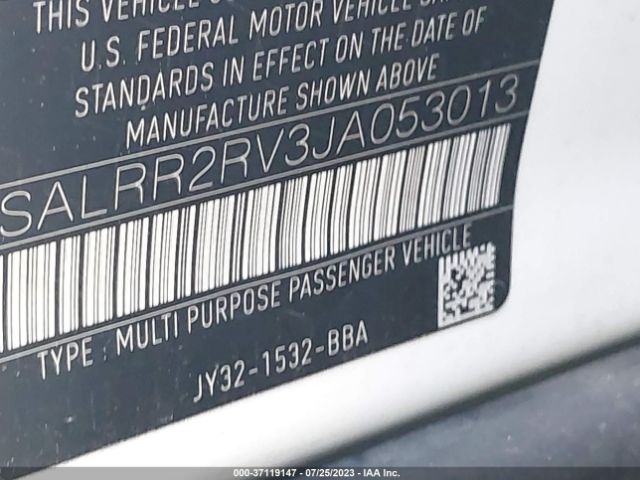 THIS VEHICLE
U.S. FEDERAL MOTOR VEHICLE
STANDARDS IN EFFECT ON THE DATE OF
MANUFACTURE SHOWN ABOVE
SALRR2RV3JA053013
TYPE : MULTI PURPOSE PASSENGER VEHICLE
JY32-1532-BBA
000-37119147 - 07/25/2023 - IAA Inc.